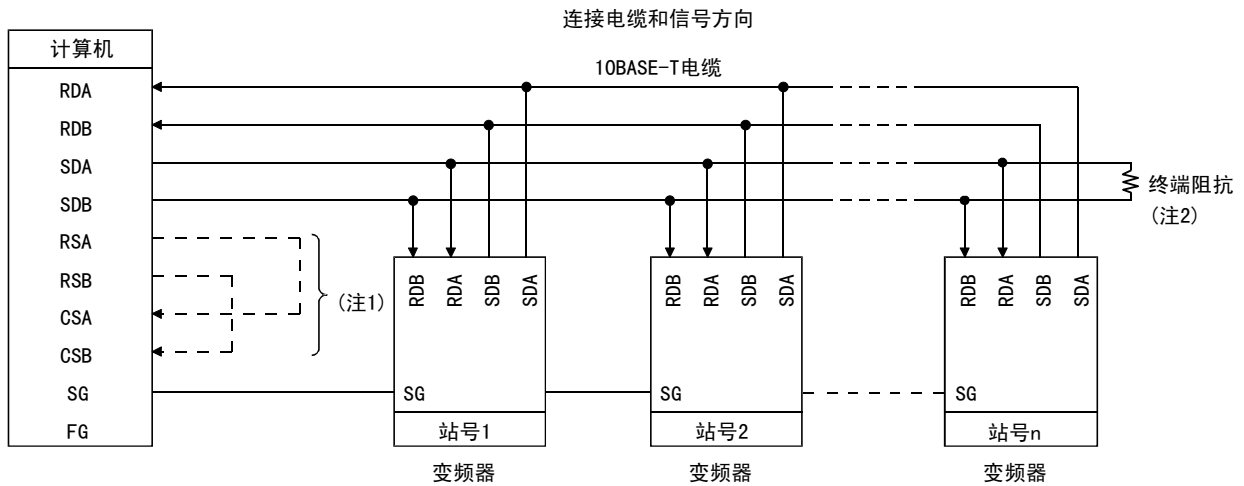 连接电缆和信号方向
计算机
10BASE-T电缆
RDA
RDB
SDA
SDB
RSA
RSB
CSA
CSB
SG
FG
终端阻抗
(注2)
(注1)
RDB
RDA
SDB
SDA
SG
站号1
变频器
RDB
RDA
SDB
SDA
SG
站号2
变频器
RDB
RDA
SDB
SDA
SG
站号n
变频器